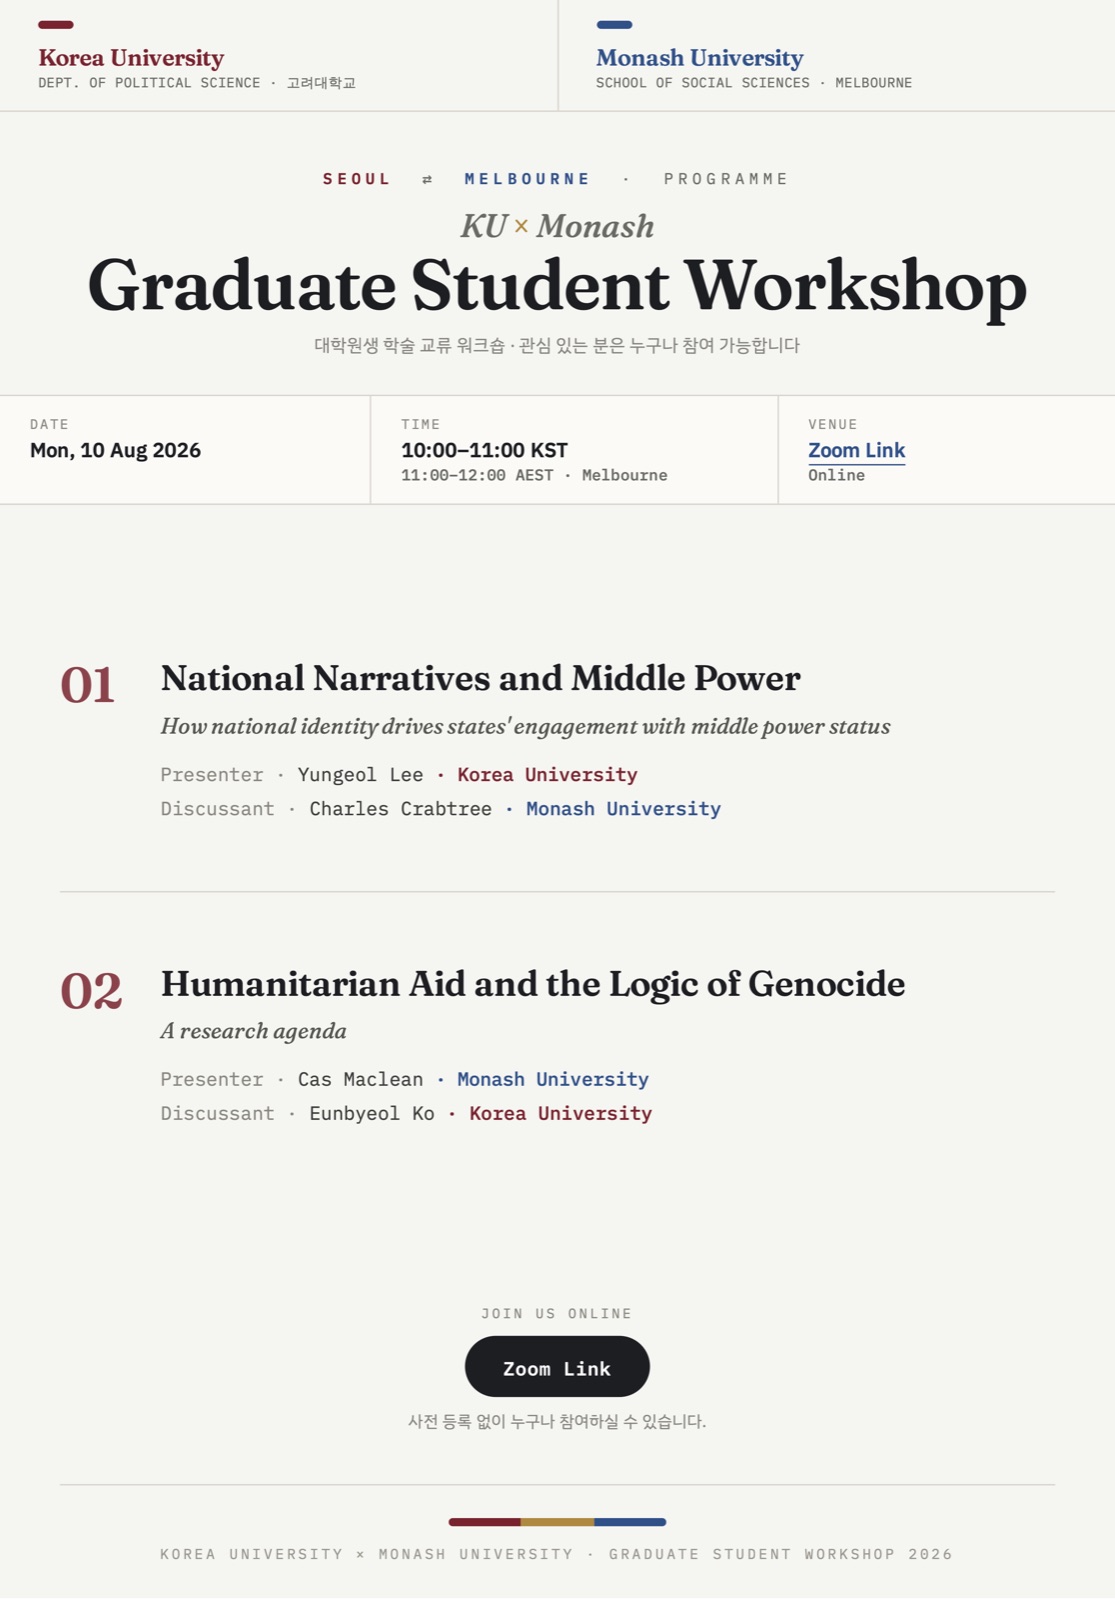 Korea University
DEPT. OF POLITICAL SCIENCE · 고려대학교
Monash University
SCHOOL OF SOCIAL SCIENCES · MELBOURNE
SEOUL ⇄ MELBOURNE · PROGRAMME
KU × Monash
Graduate Student Workshop
대학원생 학술 교류 워크숍 · 관심 있는 분은 누구나 참여 가능합니다
DATE
Mon, 10 Aug 2026
TIME
10:00–11:00 KST
11:00–12:00 AEST · Melbourne
VENUE
Zoom Link
Online
01
National Narratives and Middle Power
How national identity drives states' engagement with middle power status
Presenter · Yungeol Lee · Korea University
Discussant · Charles Crabtree · Monash University
02
Humanitarian Aid and the Logic of Genocide
A research agenda
Presenter · Cas Maclean · Monash University
Discussant · Eunbyeol Ko · Korea University
JOIN US ONLINE
Zoom Link
사전 등록 없이 누구나 참여하실 수 있습니다.
KOREA UNIVERSITY × MONASH UNIVERSITY · GRADUATE STUDENT WORKSHOP 2026